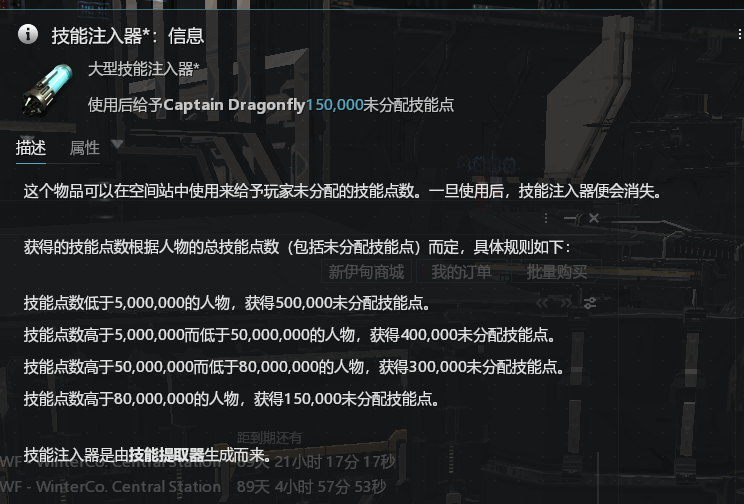 技能注入器*：信息
大型技能注入器*
使用后给予Captain Dragonfly150,000未分配技能点
描述 属性
这个物品可以在空间站中使用来给予玩家未分配的技能点数。一旦使用后，技能注入器便会消失。
获得的技能点数根据人物的总技能点数（包括未分配技能点）而定，具体规则如下：
新伊甸商城 我的订单 批量购买
技能点数低于5,000,000的人物，获得500,000未分配技能点。
技能点数高于5,000,000而低于50,000,000的人物，获得400,000未分配技能点。
技能点数高于50,000,000而低于80,000,000的人物，获得300,000未分配技能点。
技能点数高于80,000,000的人物，获得150,000未分配技能点。
距到期还有
技能注入器是由技能提取器生成而来。
WF - WinterCo. Central Station 89天 21小时 17分 17秒
WF - WinterCo. Central Station 89天 4小时 57分 53秒